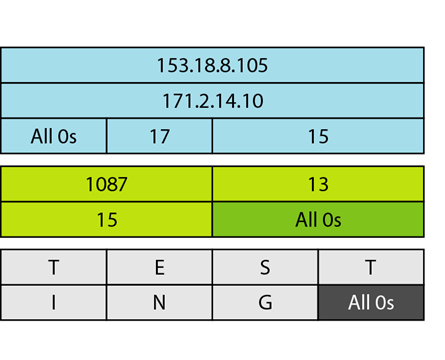 153.18.8.105
171.2.14.10
All 0s 17 15
1087 13
15 All 0s
T E S T
I N G All 0s